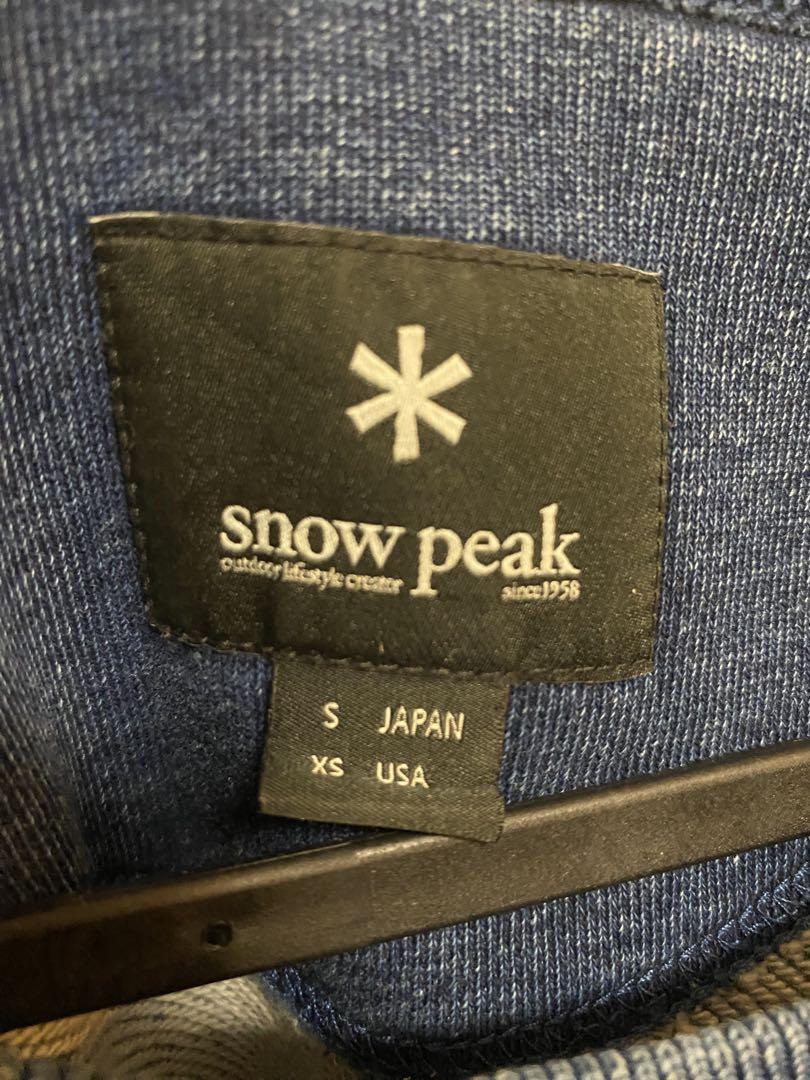 snow peak
outdoor lifestyle creator since 1958
S JAPAN
XS USA